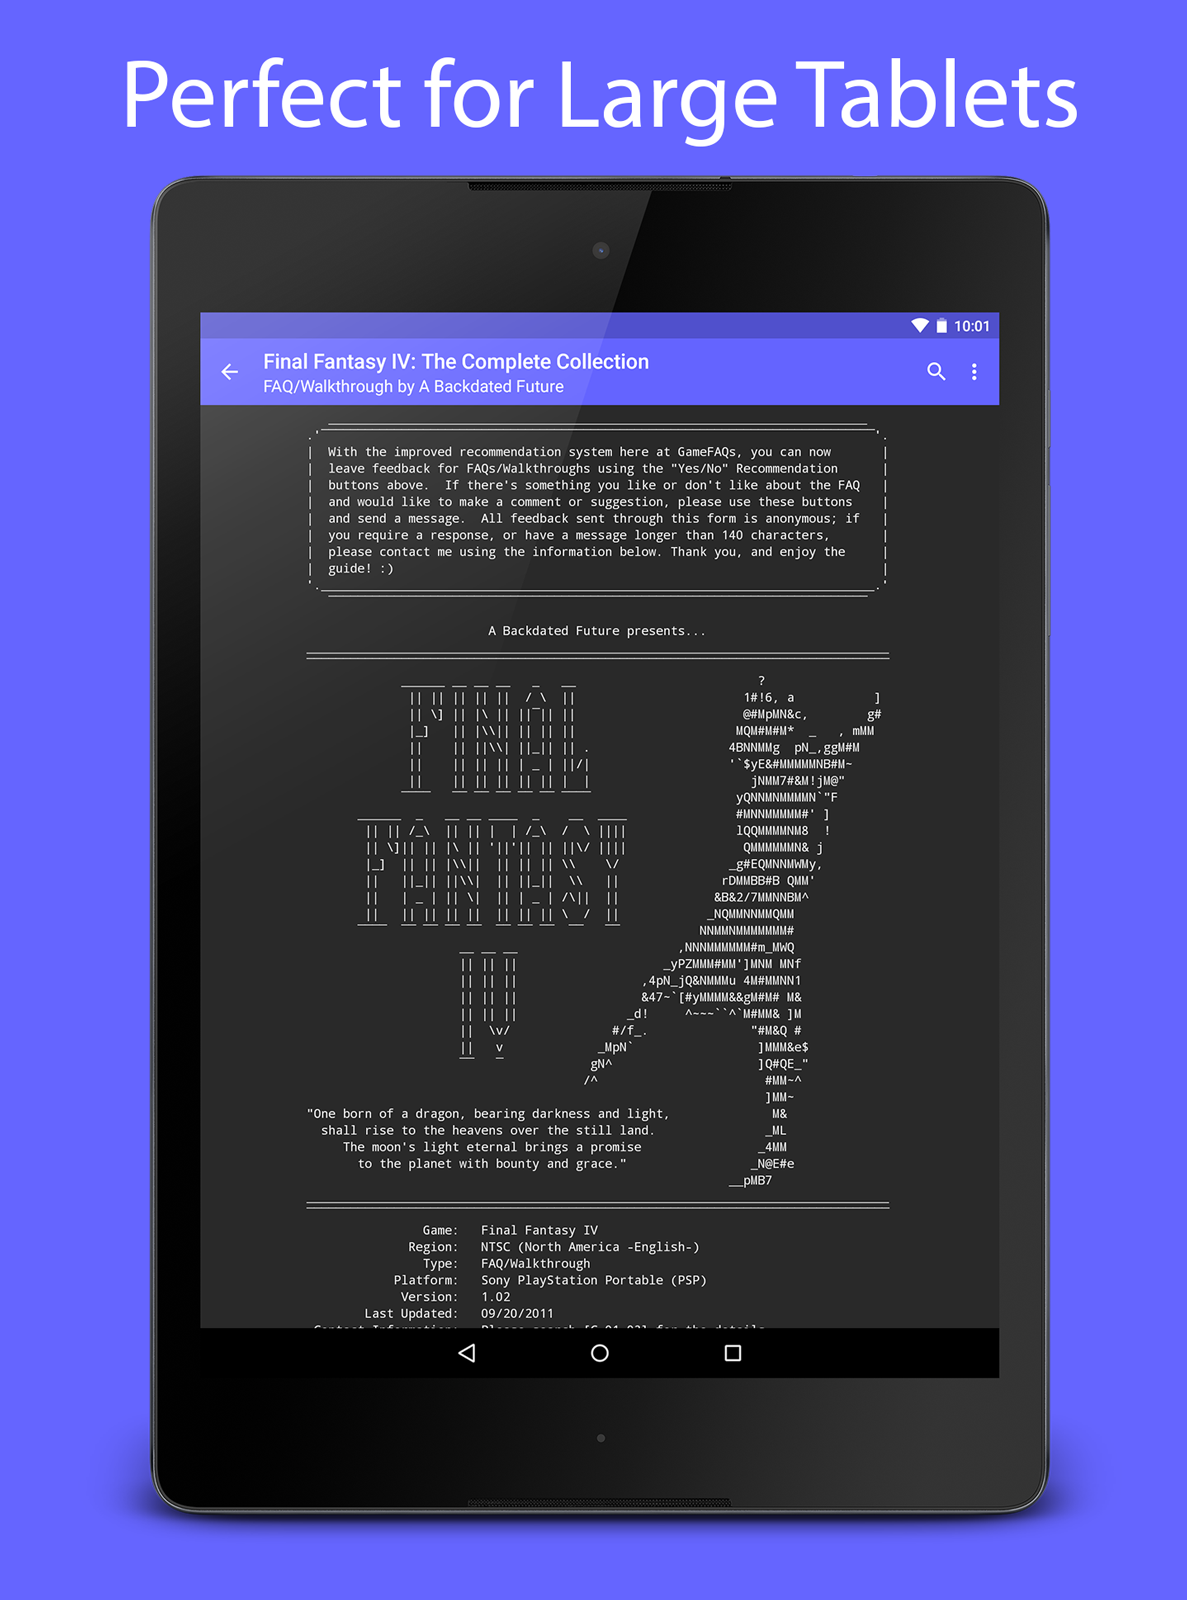 Perfect for Large Tablets
10:01
Final Fantasy IV: The Complete Collection
FAQ/Walkthrough by A Backdated Future
With the improved recommendation system here at GameFAQs, you can now
leave feedback for FAQs/Walkthroughs using the "Yes/No" Recommendation
buttons above.  If there's something you like or don't like about the FAQ
and would like to make a comment or suggestion, please use these buttons
and send a message.  All feedback sent through this form is anonymous; if
you require a response, or have a message longer than 140 characters,
please contact me using the information below. Thank you, and enjoy the
guide! :)
A Backdated Future presents...
FINAL
FANTASY
IV
"One born of a dragon, bearing darkness and light,
shall rise to the heavens over the still land.
The moon's light eternal brings a promise
to the planet with bounty and grace."
Game:   Final Fantasy IV
Region:   NTSC (North America -English-)
Type:   FAQ/Walkthrough
Platform:   Sony PlayStation Portable (PSP)
Version:   1.02
Last Updated:   09/20/2011